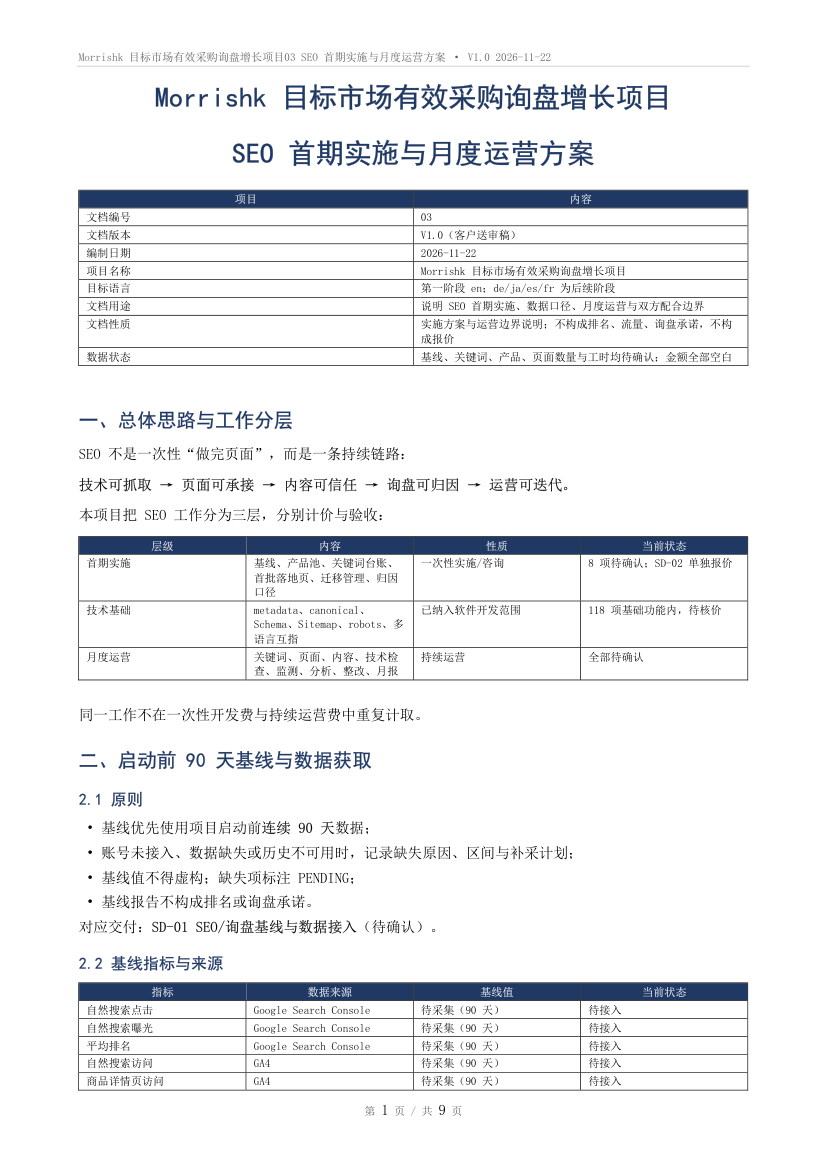 Morrishk 目标市场有效采购询盘增长项目03 SEO 首期实施与月度运营方案 • V1.0 2026-11-22
Morrishk 目标市场有效采购询盘增长项目
SEO 首期实施与月度运营方案
项目 内容
文档编号 03
文档版本 V1.0（客户送审稿）
编制日期 2026-11-22
项目名称 Morrishk 目标市场有效采购询盘增长项目
目标语言 第一阶段 en；de/ja/es/fr 为后续阶段
文档用途 说明 SEO 首期实施、数据口径、月度运营与双方配合边界
文档性质 实施方案与运营边界说明；不构成排名、流量、询盘承诺，不构
成报价
数据状态 基线、关键词、产品、页面数量与工时均待确认；金额全部空白
一、总体思路与工作分层
SEO 不是一次性“做完页面”，而是一条持续链路：
技术可抓取 → 页面可承接 → 内容可信任 → 询盘可归因 → 运营可迭代。
本项目把 SEO 工作分为三层，分别计价与验收：
层级 内容 性质 当前状态
首期实施 基线、产品池、关键词台账、 一次性实施/咨询 8 项待确认；SD-02 单独报价
首批落地页、迁移管理、归因
口径
技术基础 metadata、canonical、 已纳入软件开发范围 118 项基础功能内，待核价
Schema、Sitemap、robots、多
语言互指
月度运营 关键词、页面、内容、技术检 持续运营 全部待确认
查、监测、分析、整改、月报
同一工作不在一次性开发费与持续运营费中重复计取。
二、启动前 90 天基线与数据获取
2.1 原则
• 基线优先使用项目启动前连续 90 天数据；
• 账号未接入、数据缺失或历史不可用时，记录缺失原因、区间与补采计划；
• 基线值不得虚构；缺失项标注 PENDING；
• 基线报告不构成排名或询盘承诺。
对应交付：SD-01 SEO/询盘基线与数据接入（待确认）。
2.2 基线指标与来源
指标 数据来源 基线值 当前状态
自然搜索点击 Google Search Console 待采集（90 天） 待接入
自然搜索曝光 Google Search Console 待采集（90 天） 待接入
平均排名 Google Search Console 待采集（90 天） 待接入
自然搜索访问 GA4 待采集（90 天） 待接入
商品详情页访问 GA4 待采集（90 天） 待接入
第 1 页 / 共 9 页